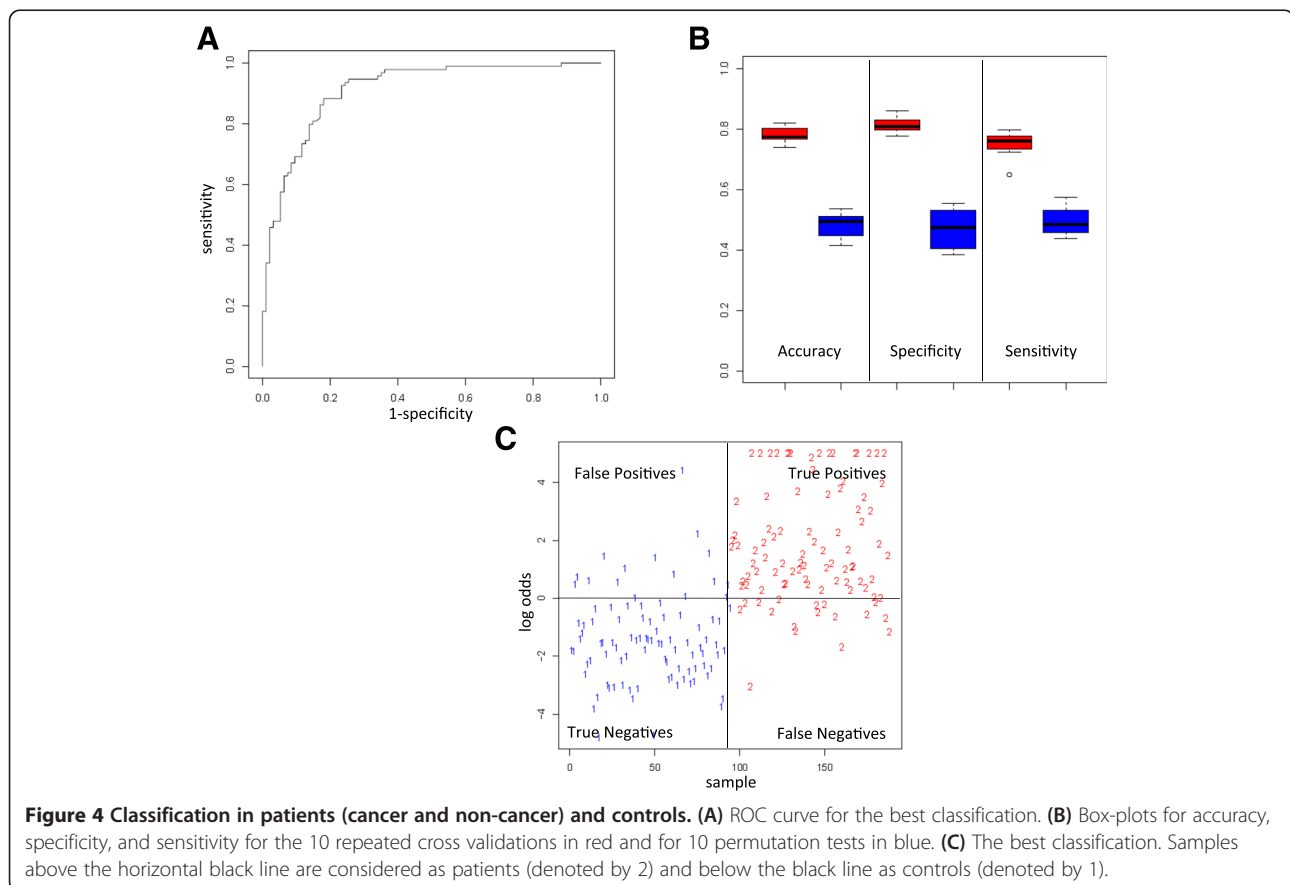 A
1.0
0.8
0.6
0.4
0.2
0.0
sensitivity
0.0 0.2 0.4 0.6 0.8 1.0
1-specificity
B
1.0
0.8
0.6
0.4
0.2
0.0
Accuracy Specificity Sensitivity
C
False Positives True Positives
4
2
0
-2
-4
log odds
True Negatives False Negatives
0 50 100 150
sample
Figure 4 Classification in patients (cancer and non-cancer) and controls. (A) ROC curve for the best classification. (B) Box-plots for accuracy,
specificity, and sensitivity for the 10 repeated cross validations in red and for 10 permutation tests in blue. (C) The best classification. Samples
above the horizontal black line are considered as patients (denoted by 2) and below the black line as controls (denoted by 1).